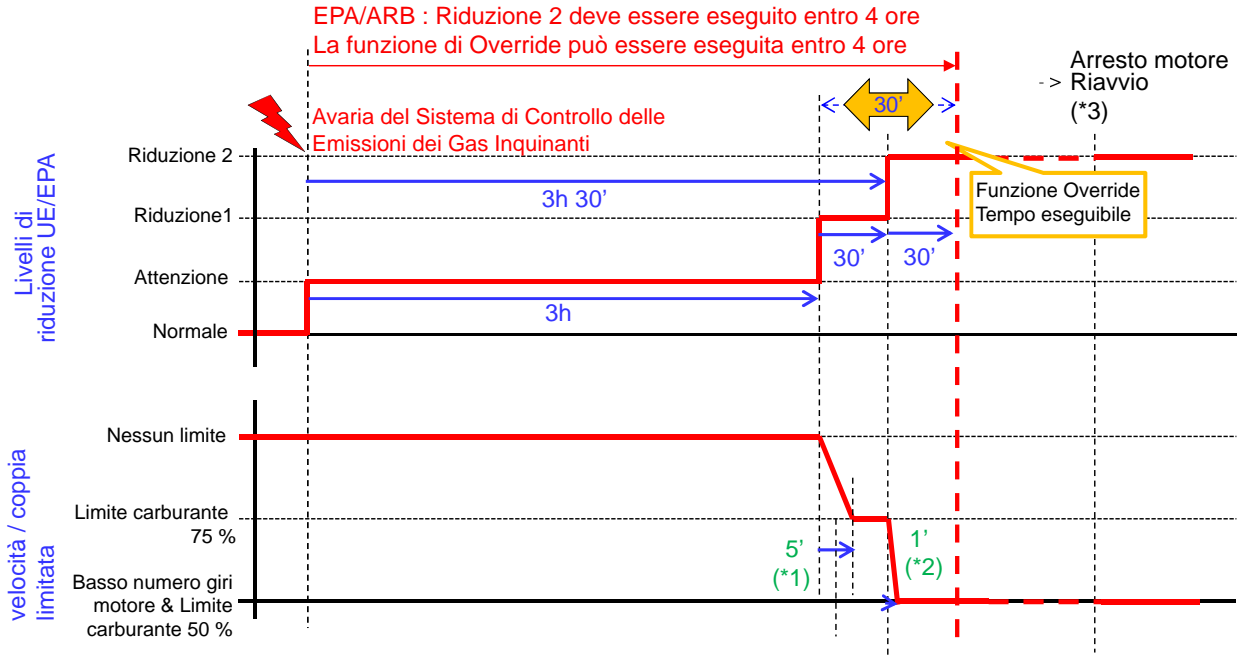 EPA/ARB : Riduzione 2 deve essere eseguito entro 4 ore
La funzione di Override può essere eseguita entro 4 ore
Arresto motore
-> Riavvio
(*3)
30’
Avaria del Sistema di Controllo delle
Emissioni dei Gas Inquinanti
Livelli di
riduzione UE/EPA
Riduzione 2
3h 30’
Funzione Override
Tempo eseguibile
Riduzione1
30’
30’
Attenzione
3h
Normale
velocità / coppia
limitata
Nessun limite
Limite carburante
75 %
5’
(*1)
1’
(*2)
Basso numero giri
motore & Limite
carburante 50 %